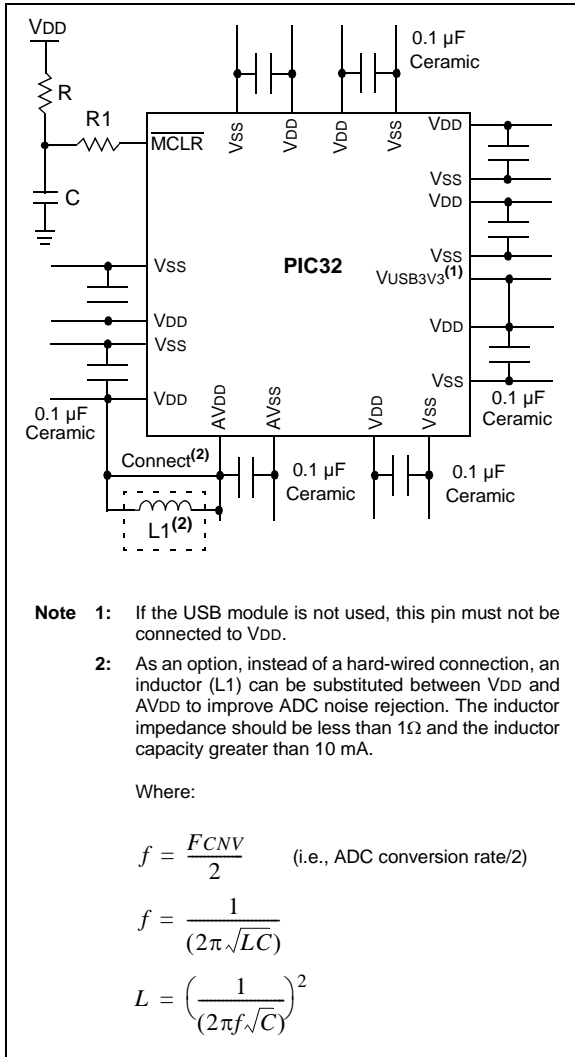 VDD
R
R1
C
MCLR
VSS
VDD
VDD
VSS
0.1 µF
Ceramic
VDD
VSS
VDD
VSS
VUSB3V3(1)
VDD
VSS
PIC32
VSS
VDD
VSS
VDD
0.1 µF
Ceramic
AVDD
AVSS
VDD
VSS
0.1 µF
Ceramic
Connect(2)
L1(2)
0.1 µF
Ceramic
0.1 µF
Ceramic
Note 1: If the USB module is not used, this pin must not be
connected to VDD.
2: As an option, instead of a hard-wired connection, an
inductor (L1) can be substituted between VDD and
AVDD to improve ADC noise rejection. The inductor
impedance should be less than 1Ω and the inductor
capacity greater than 10 mA.
Where:
f = FCNV / 2 (i.e., ADC conversion rate/2)
f = 1 / (2π√LC)
L = (1 / (2πf√C))²